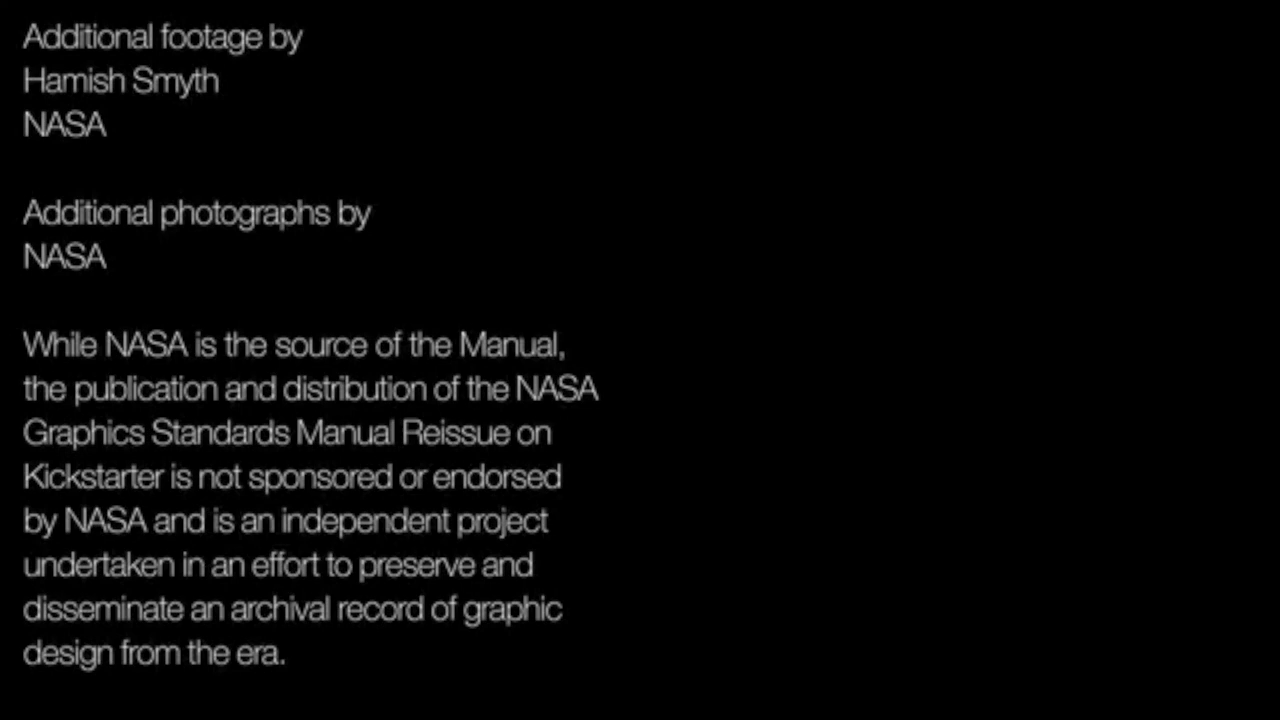 Additional footage by
Hamish Smyth
NASA
Additional photographs by
NASA
While NASA is the source of the Manual,
the publication and distribution of the NASA
Graphics Standards Manual Reissue on
Kickstarter is not sponsored or endorsed
by NASA and is an independent project
undertaken in an effort to preserve and
disseminate an archival record of graphic
design from the era.